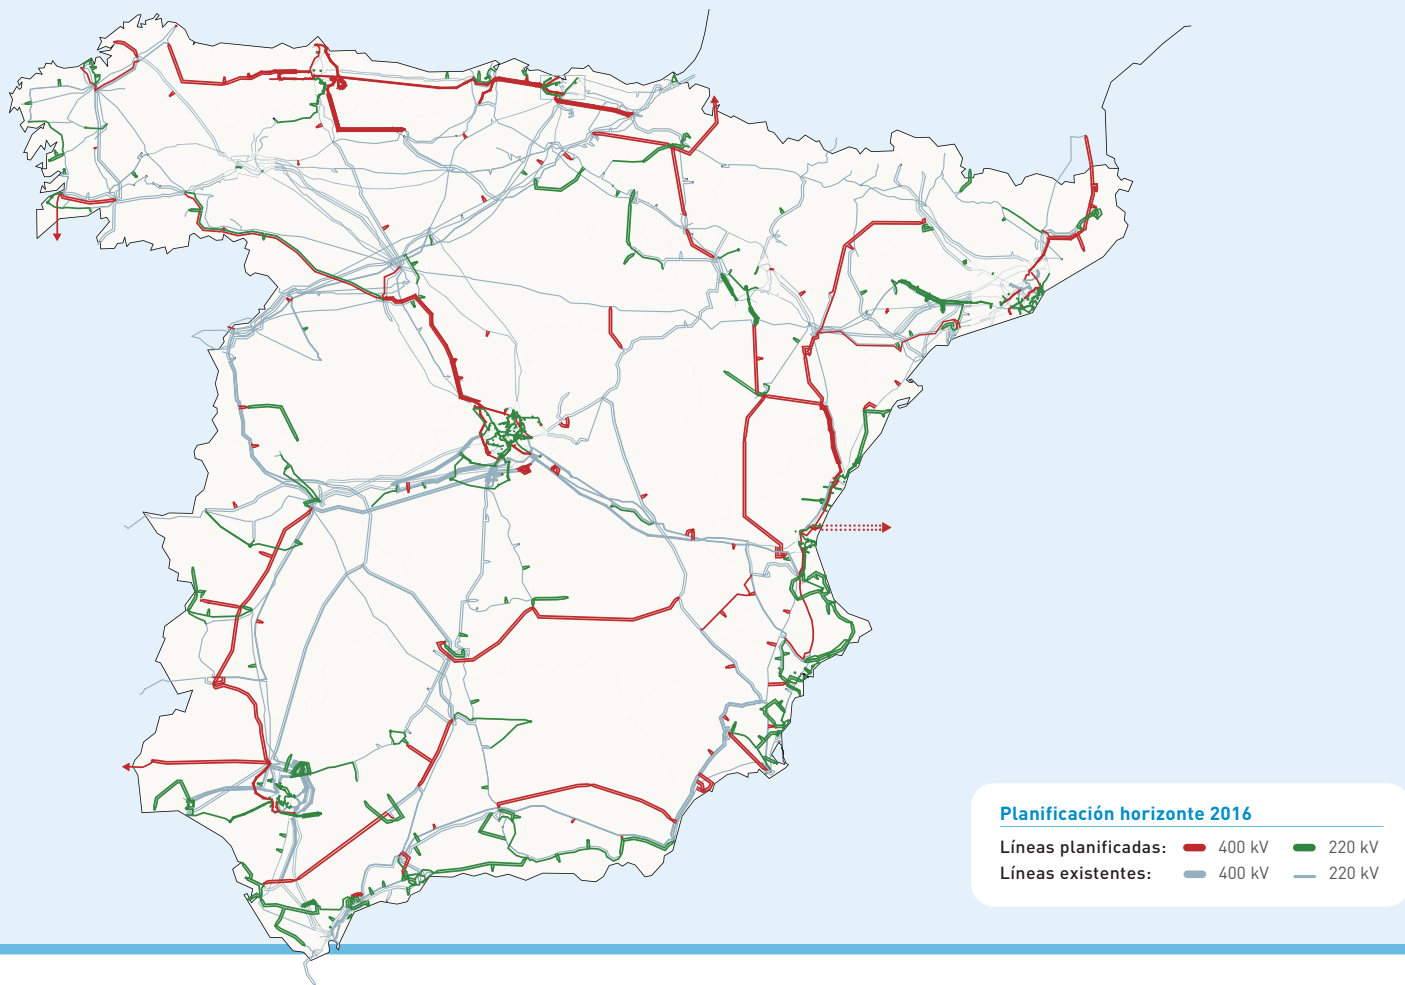 Planificación horizonte 2016
Líneas planificadas: 400 kV 220 kV
Líneas existentes: 400 kV 220 kV